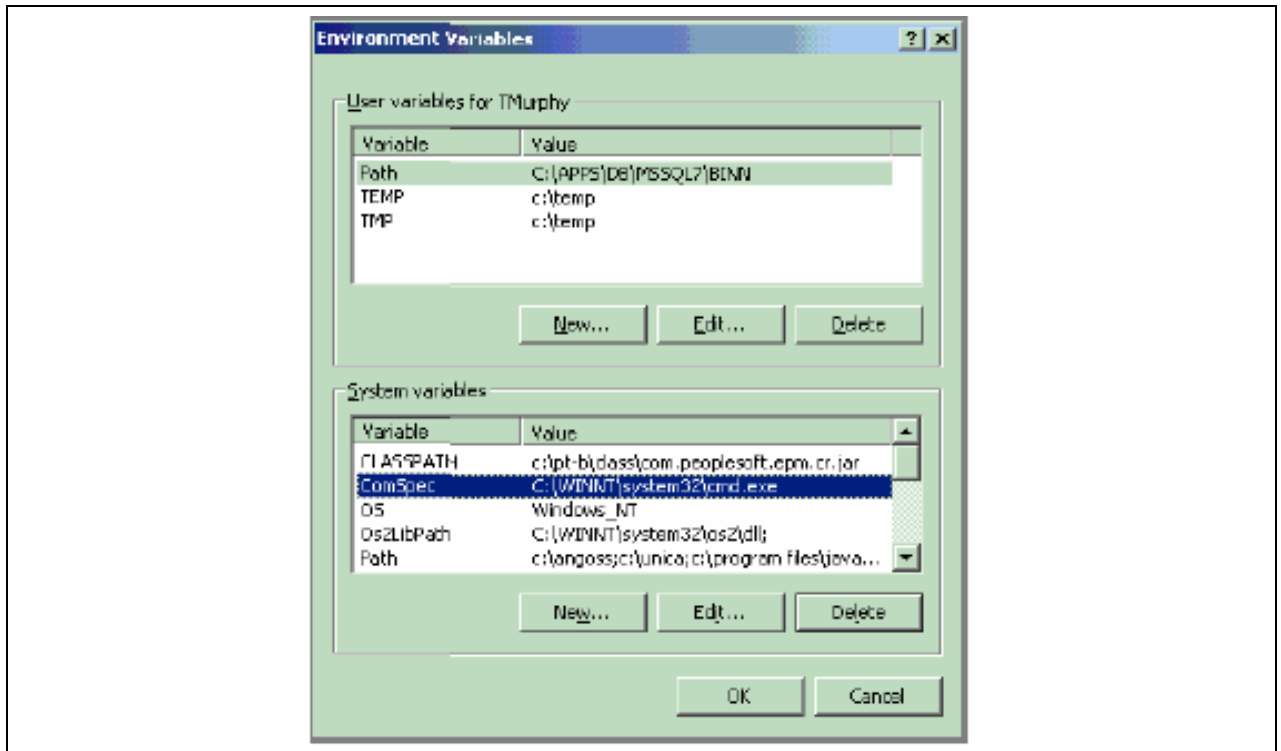 Environment Variables
User variables for TMurphy
Variable Value
Path C:\APPS\DB\MSSQL7\BINN
TEMP c:\temp
TMP c:\temp
New... Edit... Delete
System variables
Variable Value
CLASSPATH c:\pt-b\class\com.peoplesoft.epm.cr.jar
ComSpec C:\WINNT\system32\cmd.exe
OS Windows_NT
Os2LibPath C:\WINNT\system32\os2\dll;
Path c:\angoss;c:\unica;c:\program files\java...
New... Edit... Delete
OK Cancel